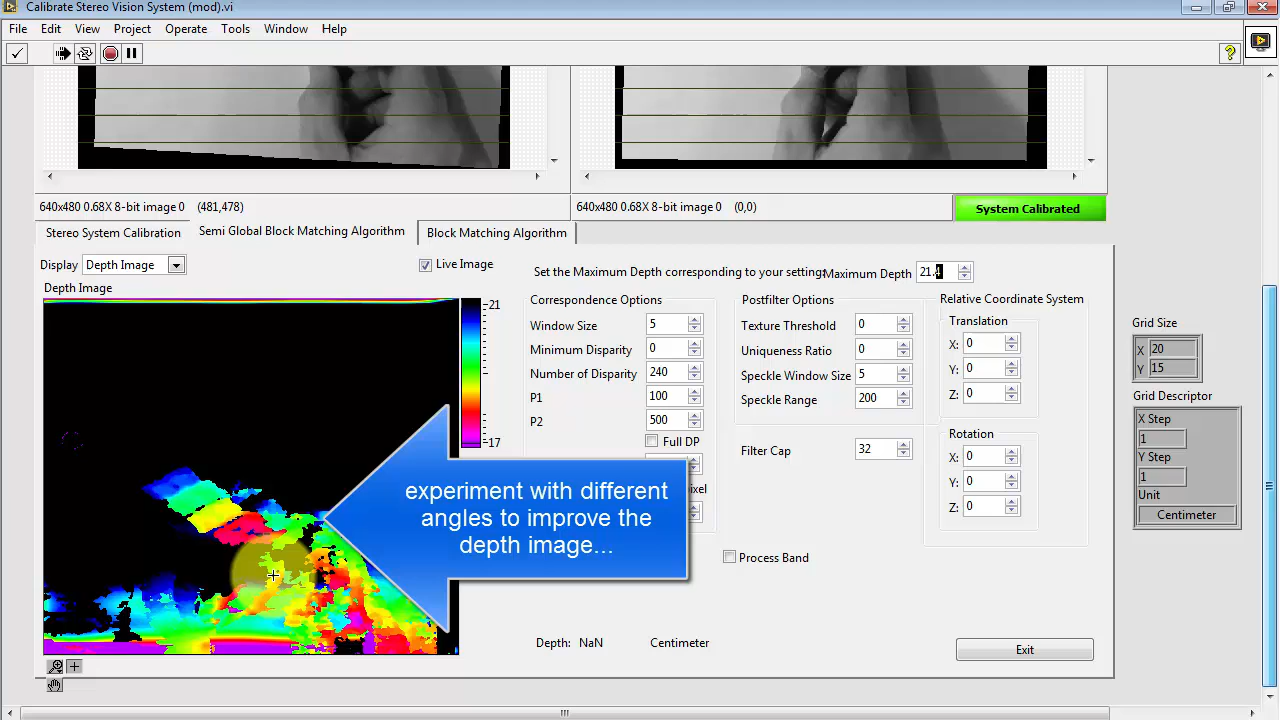 Calibrate Stereo Vision System (mod).vi
File Edit View Project Operate Tools Window Help
640x480 0.68X 8-bit image 0 (481,478)
640x480 0.68X 8-bit image 0 (0,0)
System Calibrated
Stereo System Calibration
Semi Global Block Matching Algorithm
Block Matching Algorithm
Display Depth Image
Live Image
Set the Maximum Depth corresponding to your setting
Maximum Depth 21.4
Depth Image
21
17
Correspondence Options
Window Size 5
Minimum Disparity 0
Number of Disparity 240
P1 100
P2 500
Full DP
ixel
Postfilter Options
Texture Threshold 0
Uniqueness Ratio 0
Speckle Window Size 5
Speckle Range 200
Filter Cap 32
Process Band
Relative Coordinate System
Translation
X: 0
Y: 0
Z: 0
Rotation
X: 0
Y: 0
Z: 0
Grid Size
X 20
Y 15
Grid Descriptor
X Step
1
Y Step
1
Unit
Centimeter
experiment with different
angles to improve the
depth image...
Depth: NaN Centimeter
Exit